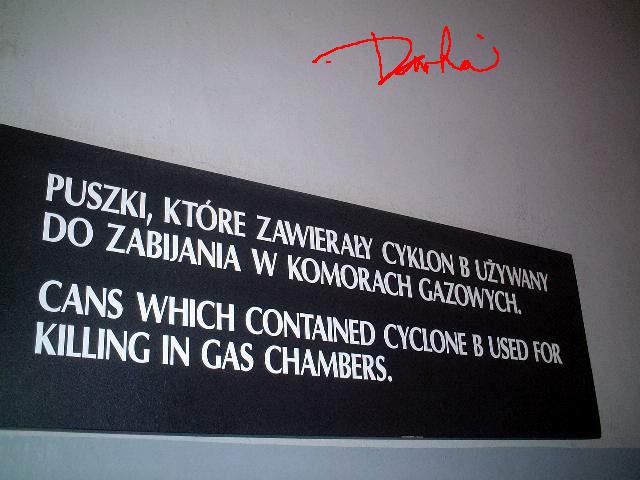 PUSZKI, KTÓRE ZAWIERAŁY CYKLON B UŻYWANY
DO ZABIJANIA W KOMORACH GAZOWYCH.
CANS WHICH CONTAINED CYCLONE B USED FOR
KILLING IN GAS CHAMBERS.